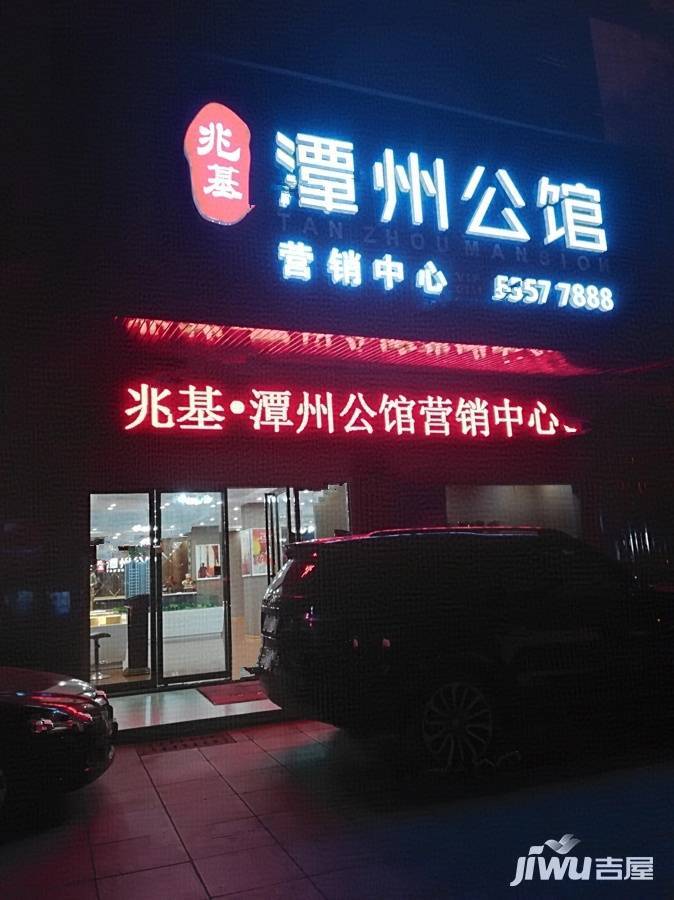 兆基
潭州公馆
TAN ZHOU MANSION
营销中心 5357 7888
兆基·潭州公馆营销中心
JIWU吉屋